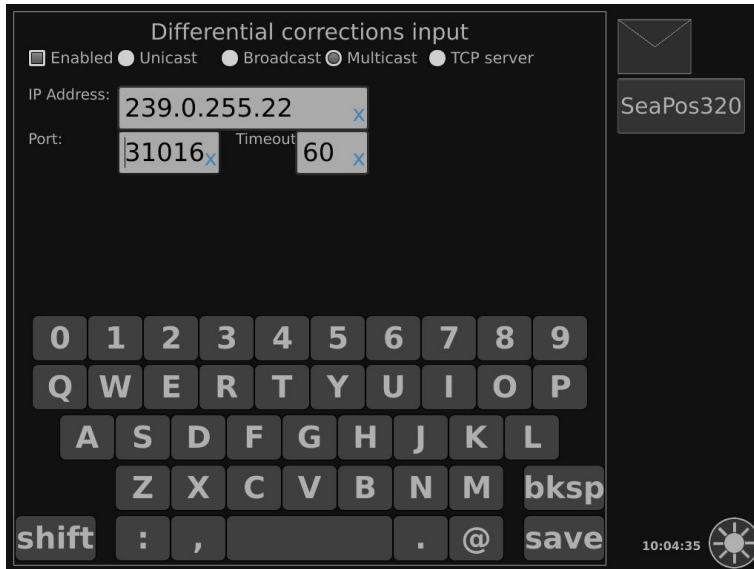 Differential corrections input
Enabled Unicast Broadcast Multicast TCP server
IP Address: 239.0.255.22 x
Port: 31016 x Timeout 60 x
SeaPos320
0 1 2 3 4 5 6 7 8 9
Q W E R T Y U I O P
A S D F G H J K L
Z X C V B N M bksp
shift : , . @ save
10:04:35